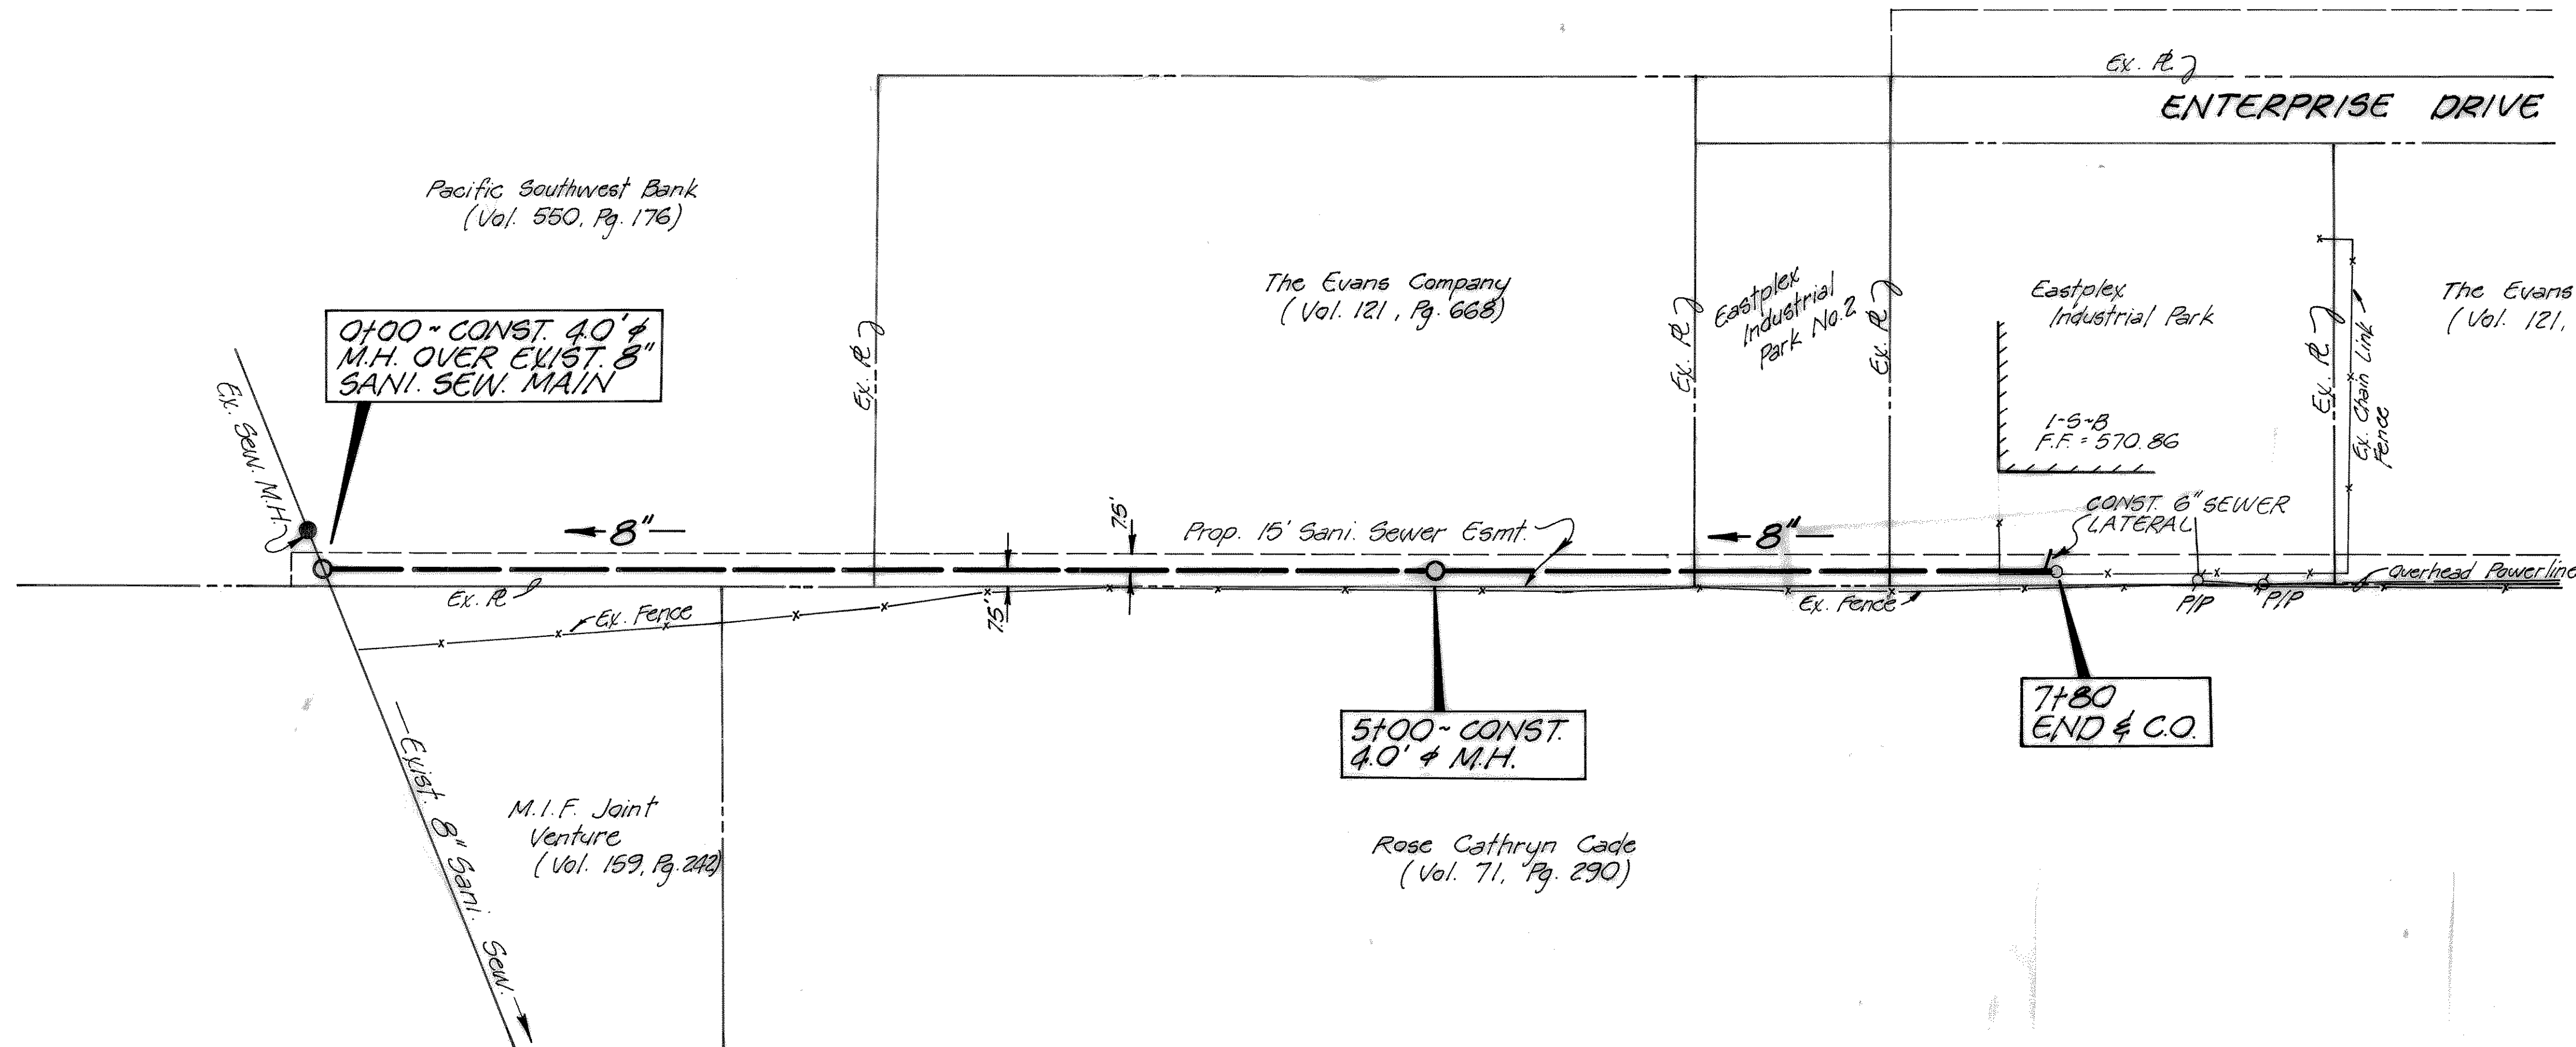 Ex. ⅊
ENTERPRISE DRIVE
Pacific Southwest Bank
(Vol. 550, Pg. 176)
The Evans Company
(Vol. 121, Pg. 668)
Eastplex
Industrial
Park No. 2
Eastplex
Industrial Park
The Evans
(Vol. 121,
0+00 ~ CONST. 4.0' φ
M.H. OVER EXIST. 8"
SANI. SEW. MAIN
Ex. ⅊
Ex. ⅊
Ex. ⅊
Ex. ⅊
Ex. Chain Link
Fence
1-S-B
F.F. = 570.86
Ex. Sew. M.H.
8"
7.5'
Prop. 15' Sani. Sewer Esmt.
8"
CONST. 6" SEWER
LATERAL
Ex. ⅊
Ex. Fence
7.5'
Ex. Fence
P/P
P/P
Overhead Powerline
5+00 ~ CONST.
4.0' φ M.H.
7+80
END & C.O.
Exist. 8" Sani. Sew.
M.I.F. Joint
Venture
(Vol. 159, Pg. 242)
Rose Cathryn Cade
(Vol. 71, Pg. 290)